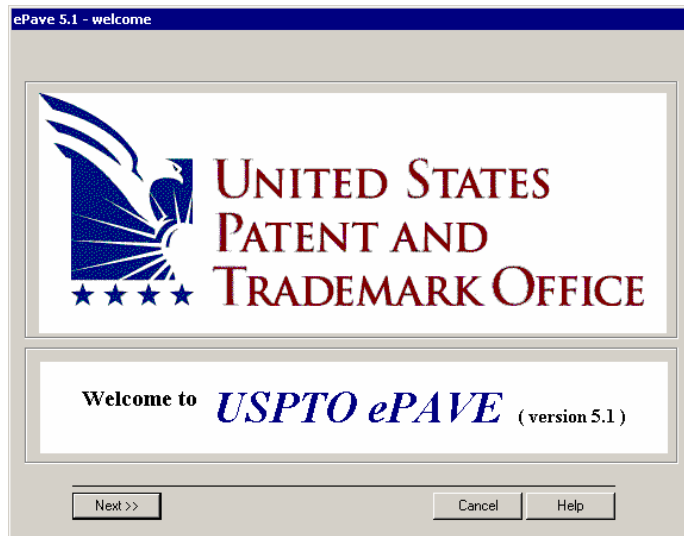 ePave 5.1 - welcome
UNITED STATES
PATENT AND
TRADEMARK OFFICE
Welcome to USPTO ePAVE ( version 5.1 )
Next >> Cancel Help